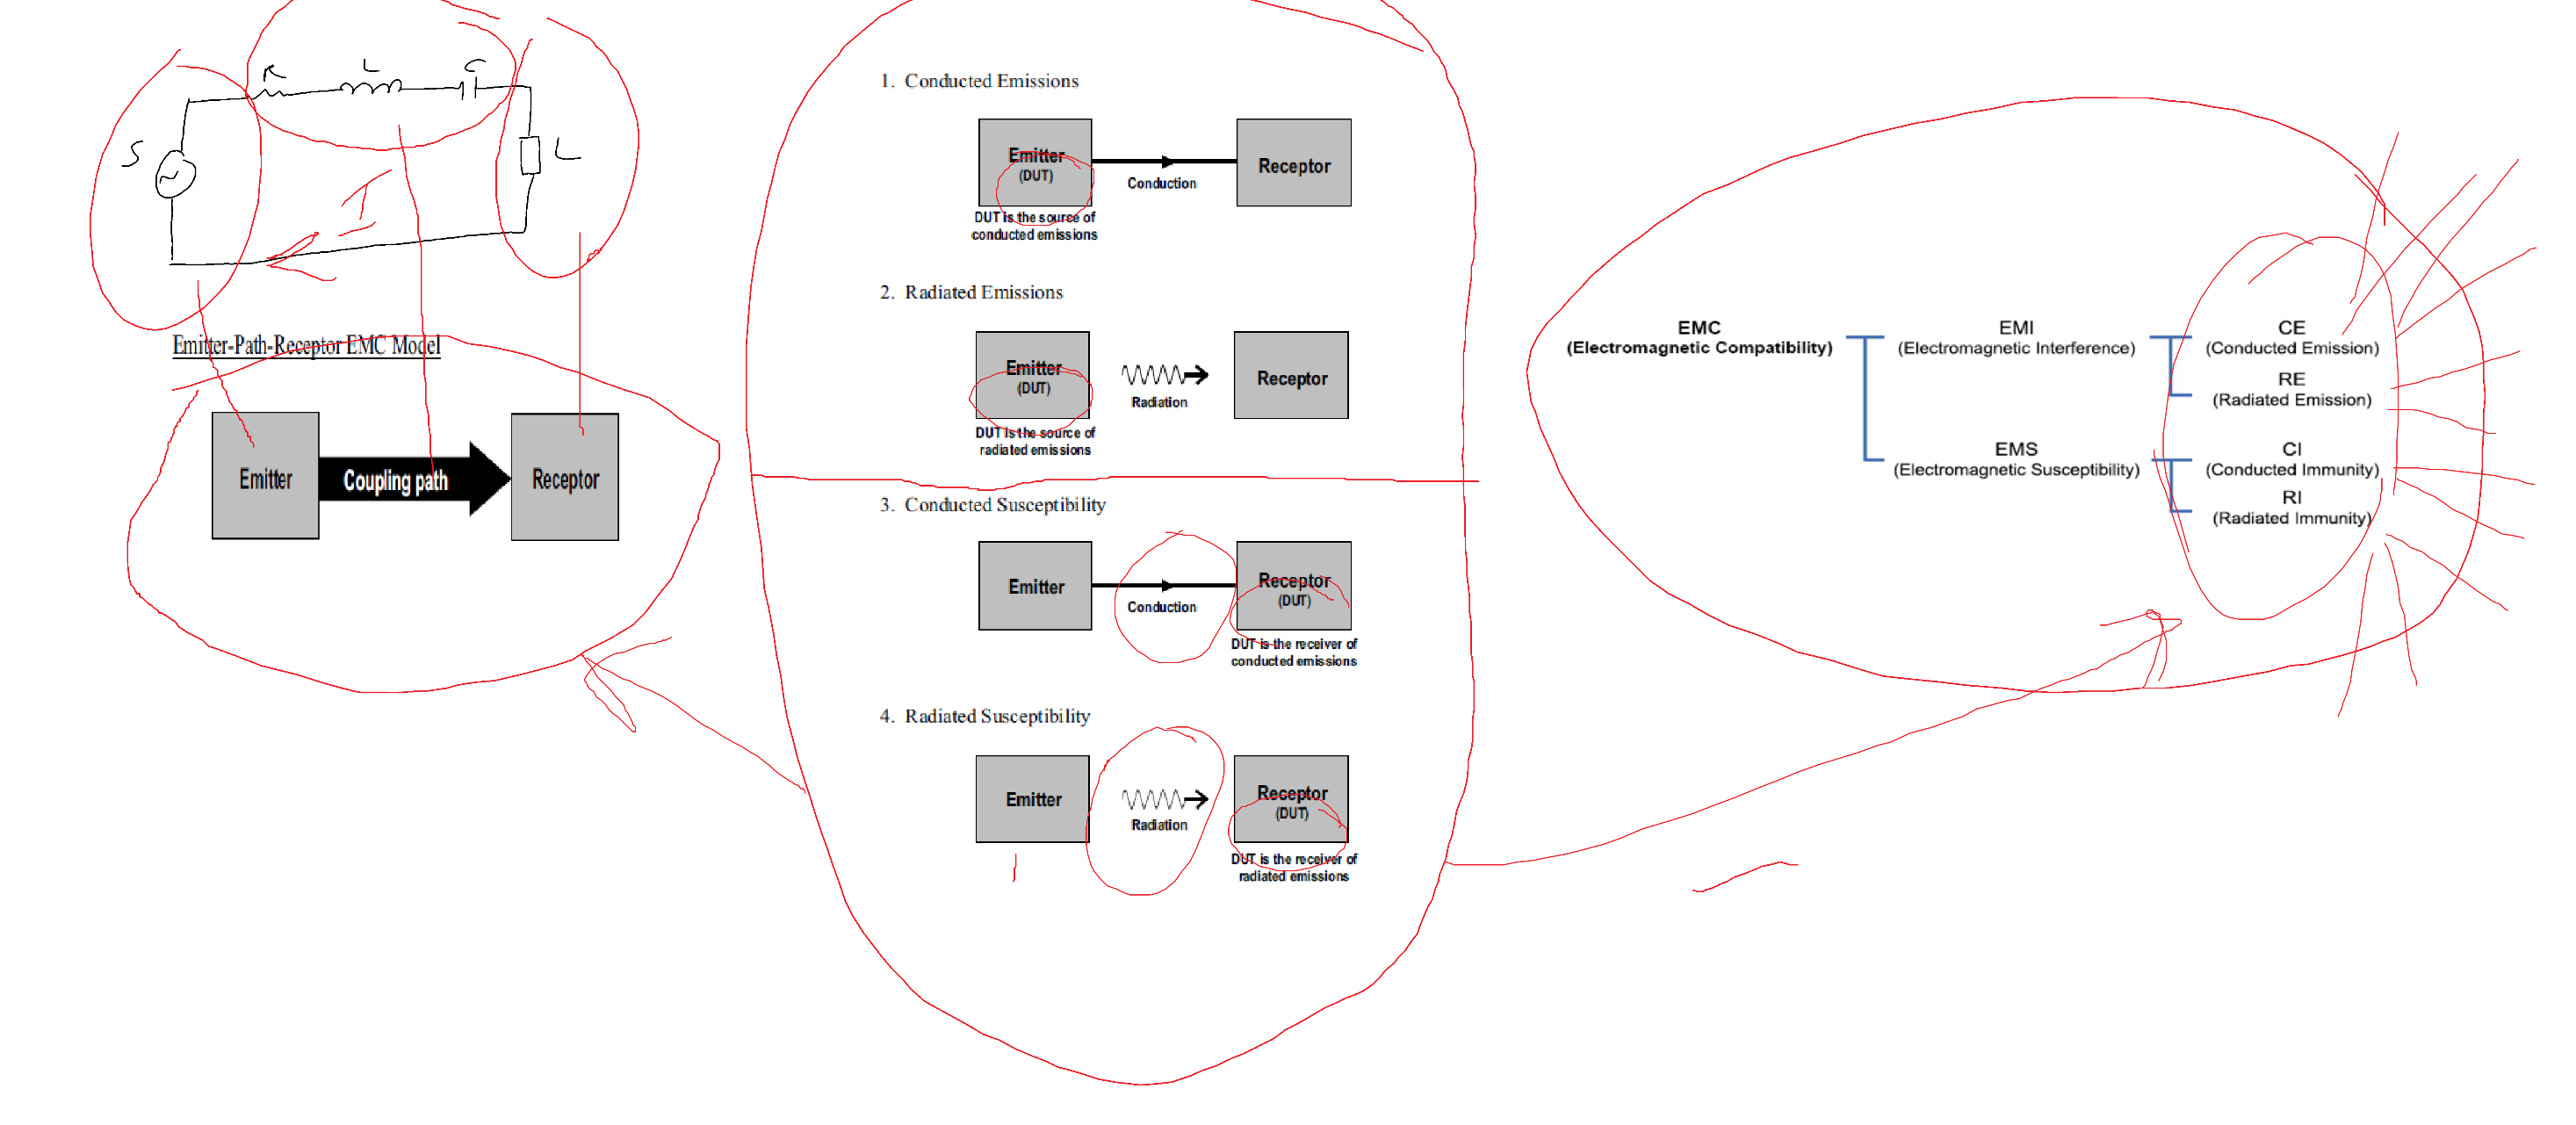 R L C
S
L
I
Emitter-Path-Receptor EMC Model
Emitter
Coupling path
Receptor
1. Conducted Emissions
Emitter
(DUT)
Conduction
Receptor
DUT is the source of
conducted emissions
2. Radiated Emissions
Emitter
(DUT)
Radiation
Receptor
DUT is the source of
radiated emissions
3. Conducted Susceptibility
Emitter
Conduction
Receptor
(DUT)
DUT is the receiver of
conducted emissions
4. Radiated Susceptibility
Emitter
Radiation
Receptor
(DUT)
DUT is the receiver of
radiated emissions
EMC
(Electromagnetic Compatibility)
EMI
(Electromagnetic Interference)
CE
(Conducted Emission)
RE
(Radiated Emission)
EMS
(Electromagnetic Susceptibility)
CI
(Conducted Immunity)
RI
(Radiated Immunity)